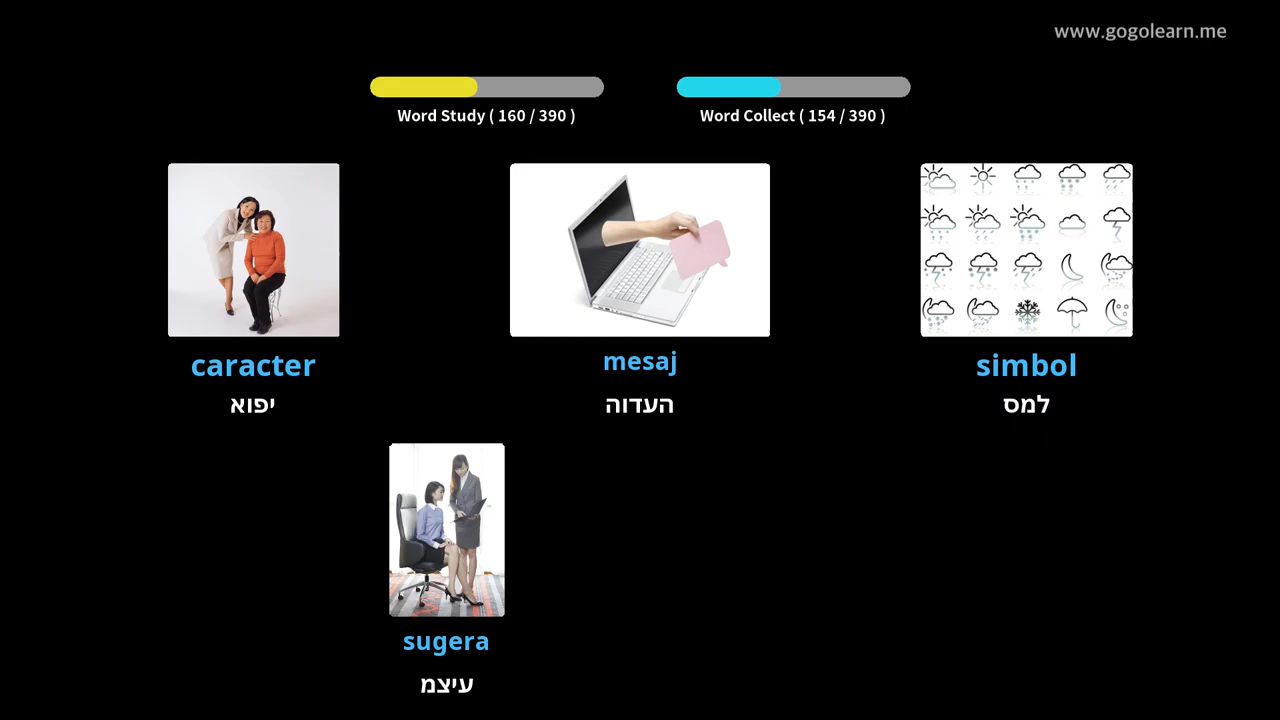 www.gogolearn.me
Word Study ( 160 / 390 )
Word Collect ( 154 / 390 )
caracter
יפוא
mesaj
העדוה
simbol
למס
sugera
עיצמ